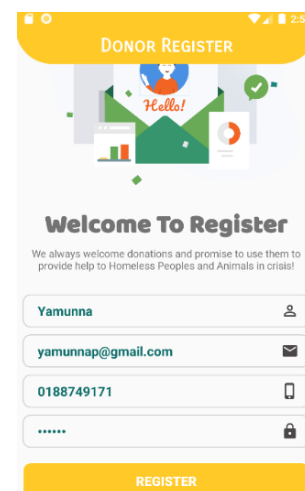 2:5
DONOR REGISTER
Hello!
Welcome To Register
We always welcome donations and promise to use them to
provide help to Homeless Peoples and Animals in crisis!
Yamunna
yamunnap@gmail.com
0188749171
••••••
REGISTER